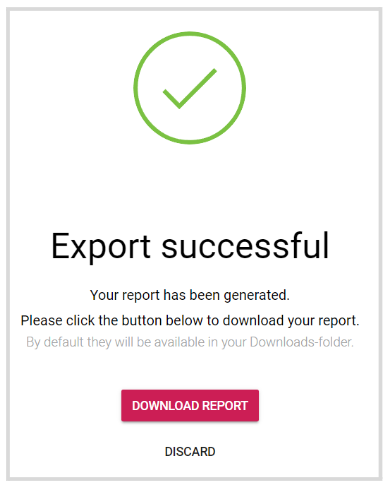 Export successful
Your report has been generated.
Please click the button below to download your report.
By default they will be available in your Downloads-folder.
DOWNLOAD REPORT
DISCARD